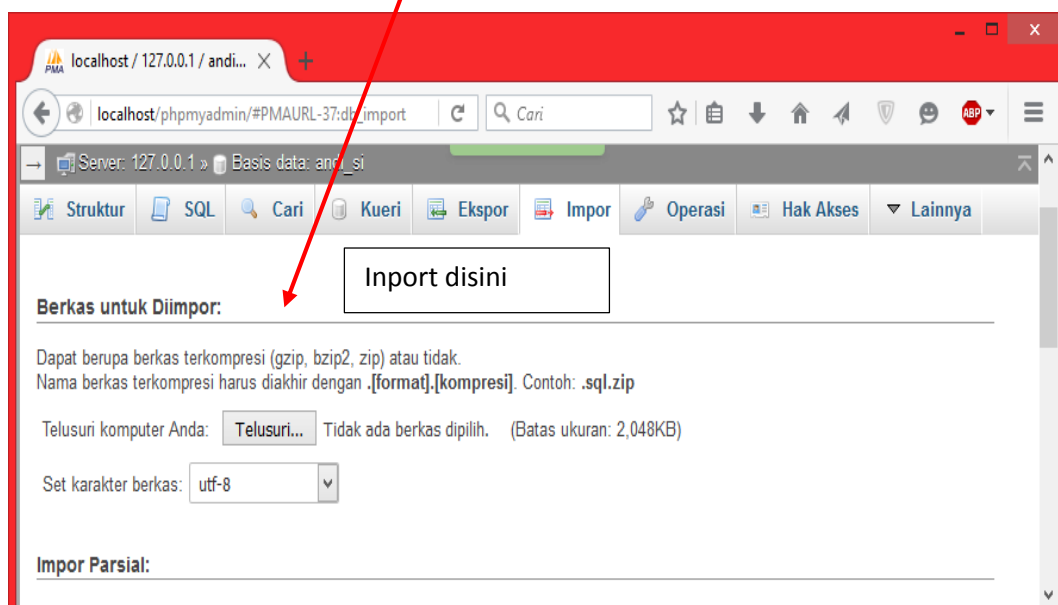 localhost / 127.0.0.1 / andi...
localhost/phpmyadmin/#PMAURL-37:db_import
Cari
ABP
Server: 127.0.0.1 » Basis data: andi_si
Struktur SQL Cari Kueri Ekspor Impor Operasi Hak Akses Lainnya
Inport disini
Berkas untuk Diimpor:
Dapat berupa berkas terkompresi (gzip, bzip2, zip) atau tidak.
Nama berkas terkompresi harus diakhir dengan .[format].[kompresi]. Contoh: .sql.zip
Telusuri komputer Anda: Telusuri... Tidak ada berkas dipilih. (Batas ukuran: 2,048KB)
Set karakter berkas: utf-8
Impor Parsial: